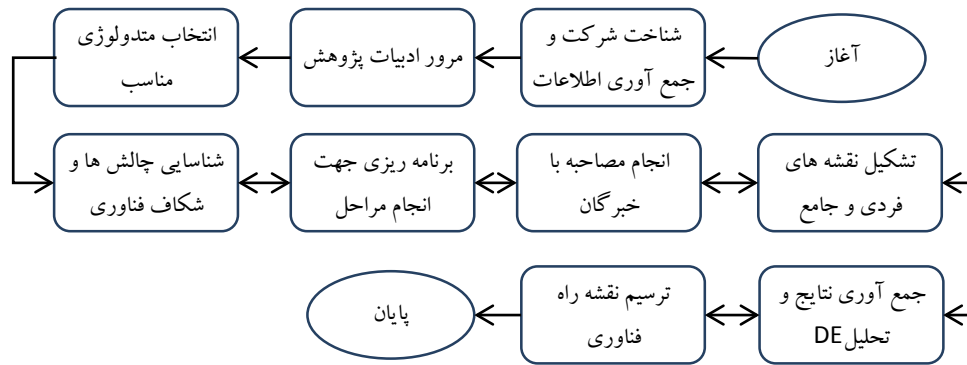 آغاز
شناخت شرکت و
جمع آوری اطلاعات
مرور ادبیات پژوهش
انتخاب متدولوژی
مناسب
شناسایی چالش ها و
شکاف فناوری
برنامه ریزی جهت
انجام مراحل
انجام مصاحبه با
خبرگان
تشکیل نقشه های
فردی و جامع
جمع آوری نتایج و
تحلیل DE
ترسیم نقشه راه
فناوری
پایان